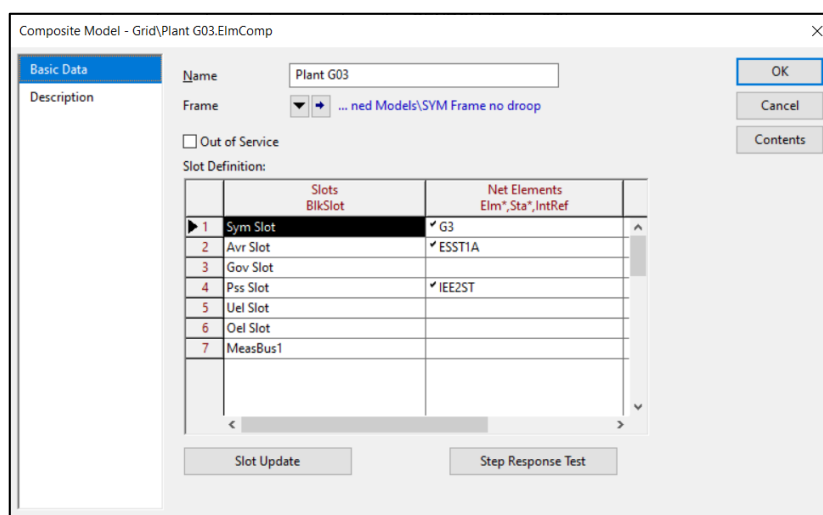 Composite Model - Grid\Plant G03.ElmComp
Basic Data
Description
Name Plant G03
Frame ... ned Models\SYM Frame no droop
Out of Service
Slot Definition:
Slots Net Elements
BlkSlot Elm*,Sta*,IntRef
1 Sym Slot G3
2 Avr Slot ESST1A
3 Gov Slot
4 Pss Slot IEE2ST
5 Uel Slot
6 Oel Slot
7 MeasBus1
Slot Update Step Response Test
OK
Cancel
Contents